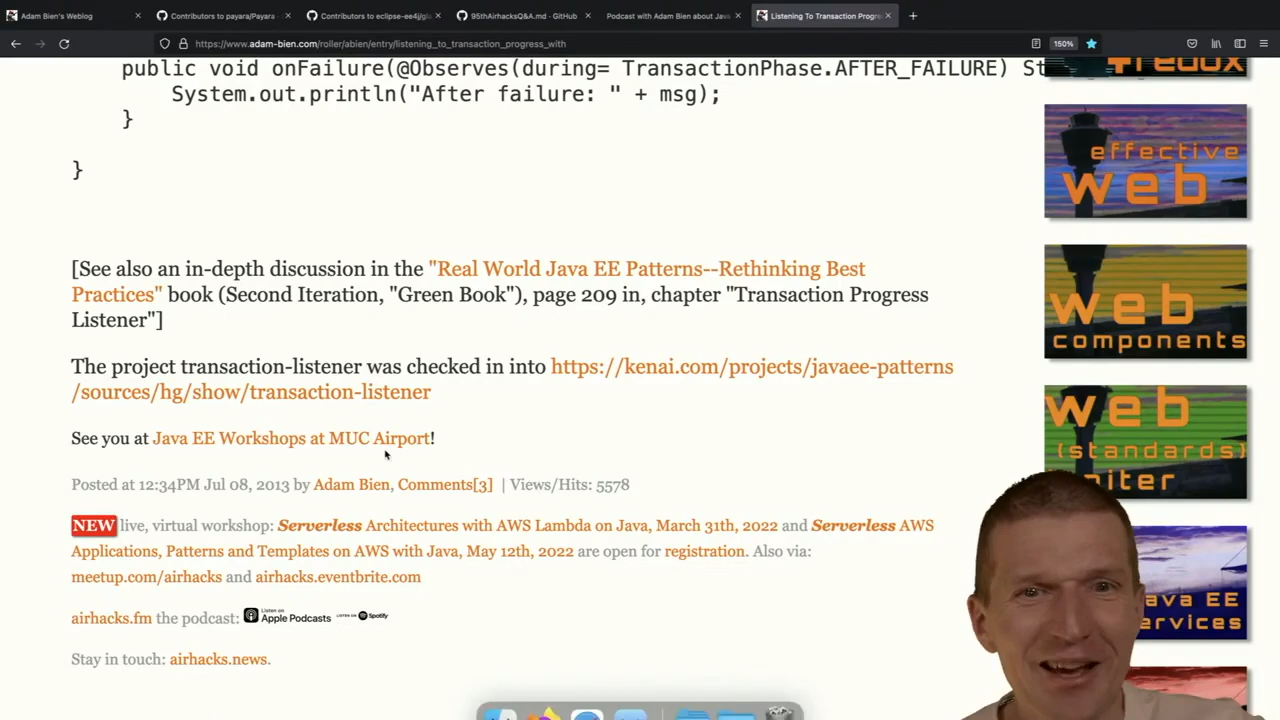 Adam Bien's Weblog
Contributors to payara/Payara ·
Contributors to eclipse-ee4j/gla
95thAirhacksQ&A.md · GitHub
Podcast with Adam Bien about Java
Listening To Transaction Progre
https://www.adam-bien.com/roller/abien/entry/listening_to_transaction_progress_with
150%
public void onFailure(@Observes(during= TransactionPhase.AFTER_FAILURE) St
System.out.println("After failure: " + msg);
}
}
[See also an in-depth discussion in the "Real World Java EE Patterns--Rethinking Best
Practices" book (Second Iteration, "Green Book"), page 209 in, chapter "Transaction Progress
Listener"]
The project transaction-listener was checked in into https://kenai.com/projects/javaee-patterns
/sources/hg/show/transaction-listener
See you at Java EE Workshops at MUC Airport!
Posted at 12:34PM Jul 08, 2013 by Adam Bien, Comments[3] | Views/Hits: 5578
NEW live, virtual workshop: Serverless Architectures with AWS Lambda on Java, March 31th, 2022 and Serverless AWS
Applications, Patterns and Templates on AWS with Java, May 12th, 2022 are open for registration. Also via:
meetup.com/airhacks and airhacks.eventbrite.com
airhacks.fm the podcast: Listen on Apple Podcasts LISTEN ON Spotify
Stay in touch: airhacks.news.
effective
web
web
components
web
(standards)
ava EE
ervices